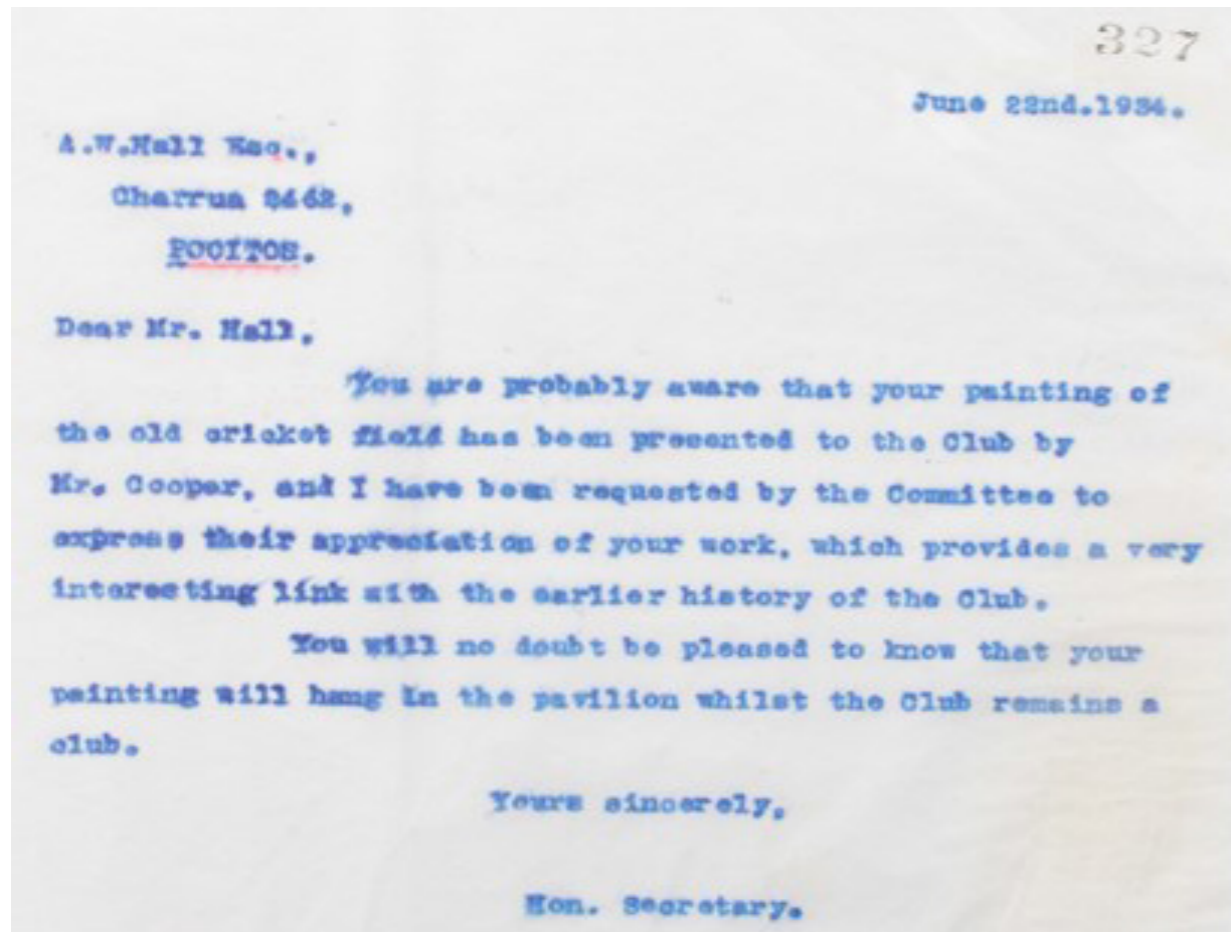 327
June 22nd.1934.
A.W.Hall Esq.,
Charrua 2462,
POCITOS.
Dear Mr. Hall,
You are probably aware that your painting of
the old cricket field has been presented to the Club by
Mr. Cooper, and I have been requested by the Committee to
express their appreciation of your work, which provides a very
interesting link with the earlier history of the Club.
You will no doubt be pleased to know that your
painting will hang in the pavilion whilst the Club remains a
club.
Yours sincerely,
Hon. Secretary.